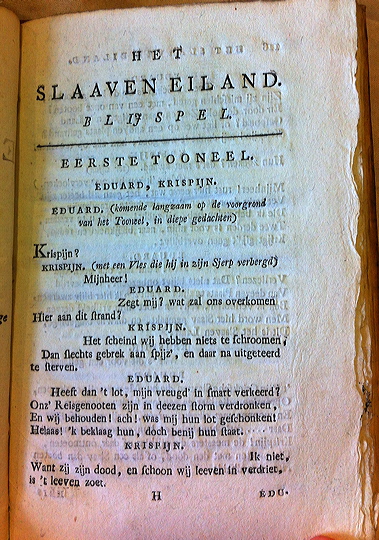 HET
SLAAVEN EILAND.
BLIJSPEL.
EERSTE TOONEEL.
EDUARD, KRISPIJN.
EDUARD. (komende langzaam op de voorgrond
van het Tooneel, in diepe gedachten)
Krispijn?
KRISPIJN. (met een Vles die hij in zijn Sjerp verbergd)
Mijnheer!
EDUARD.
Zegt mij? wat zal ons overkomen
Hier aan dit strand?
KRISPIJN.
Het scheind wij hebben niets te schroomen,
Dan slechts gebrek aan spijz', en daar na uitgeteerd
te sterven.
EDUARD.
Heeft dan 't lot, mijn vreugd' in smart verkeerd?
Onz' Reisgenooten zijn in deezen storm verdronken,
En wij behouden! ach! was mij hun lot geschonken!
Helaas! 'k beklaag hun, doch benij hun staat.
KRISPIJN.
Ik niet,
Want zij zijn dood, en schoon wij leeven in verdriet,
is 't leeven zoet.
H EDU-